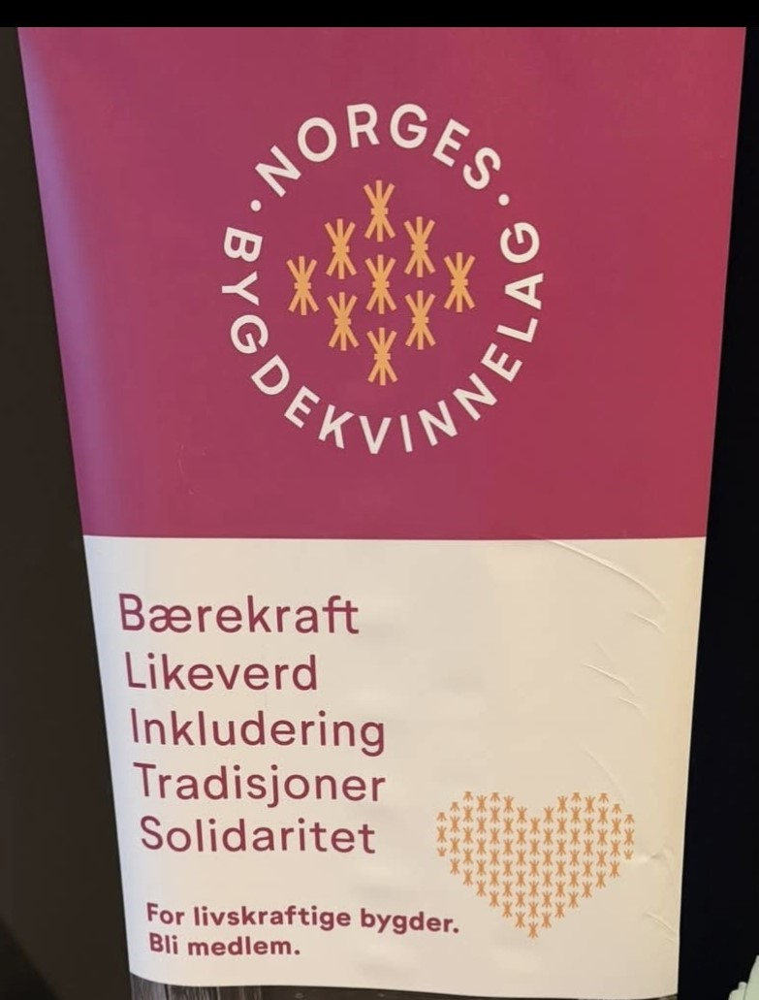 NORGES
BYGDEKVINNELAG
Bærekraft
Likeverd
Inkludering
Tradisjoner
Solidaritet
For livskraftige bygder.
Bli medlem.